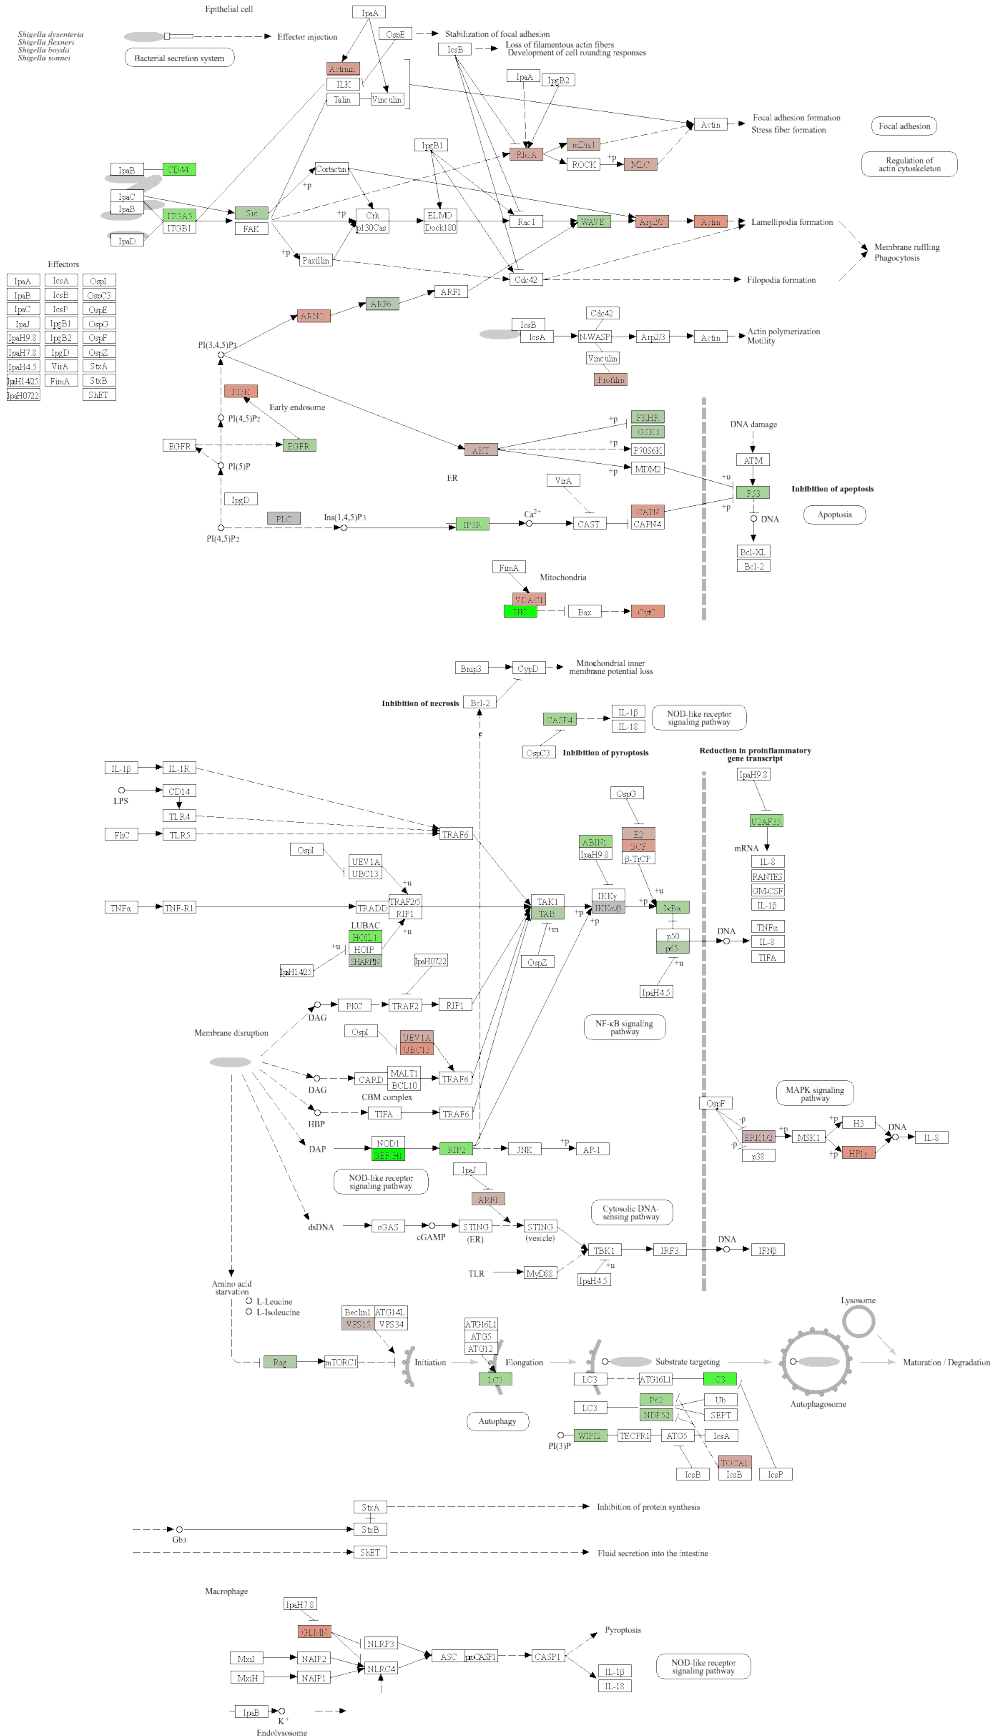 Epithelial cell
Shigella dysenteria
Shigella flexneri
Shigella boydii
Shigella sonnei
Effector injection
Bacterial secretion system
IpaA
OspE
Stabilization of focal adhesion
IcsB
Loss of filamentous actin fibers
Development of cell rounding responses
Actinin
ILK
Talin
Vinculin
IpaA
IpgB2
Actin
Focal adhesion formation
Stress fiber formation
Focal adhesion
IpgB1
RhoA
mDia1
ROCK
+p
MLC
Regulation of
actin cytoskeleton
IpaB
CD44
IpaC
IpaB
IpaD
ITGA5
ITGB1
Src
FAK
Cortactin
+p
+p
Crk
p130Cas
ELMO
Dock180
Rac1
WAVE
Arp2/3
Actin
Lamellipodia formation
+p
Paxillin
Cdc42
Filopodia formation
Membrane ruffling
Phagocytosis
Effectors
IpaA
IcsA
OspI
IpaB
IcsB
OspC3
IpaC
IcsP
OspE
IpaJ
IpgB1
OspG
IpaH9.8
IpgB2
OspF
IpaH7.8
IpgD
OspZ
IpaH4.5
VirA
StxA
IpaH1425
FimA
StxB
IpaH0722
ShET
ARNO
ARF6
ARF1
PI(3,4,5)P3
IcsB
IcsA
Cdc42
N-WASP
Arp2/3
Actin
Actin polymerization
Motility
Vinculin
Profilin
PI3K
Early endosome
PI(4,5)P2
EGFR
EGFR
PI(5)P
IpgD
PI(4,5)P2
PLC
Ins(1,4,5)P3
AKT
ER
+p
+p
+p
FKHR
GSK3
P70S6K
MDM2
DNA damage
ATM
+u
P53
+p
Inhibition of apoptosis
Apoptosis
DNA
Bcl-XL
Bcl-2
IP3R
Ca2+
VirA
CAST
CAPN
CAPN4
FimA
Mitochondria
VDAC1
HK
Bax
CytC
Bnip3
CypD
Mitochondrial inner
membrane potential loss
Inhibition of necrosis
Bcl-2
CASP4
IL-1β
IL-18
NOD-like receptor
signaling pathway
OspC3
Inhibition of pyroptosis
Reduction in proinflammatory
gene transcript
e
IL-1β
IL-1R
LPS
CD14
TLR4
FliC
TLR5
TRAF6
OspG
IpaH9.8
U2AF35
mRNA
IL-8
RANTES
GM-CSF
IL-1β
ABIN1
IpaH9.8
E2
SCF
β-TrCP
OspI
UEV1A
UBC13
+u
TNFα
TNF-R1
TRADD
TRAF2/5
RIP1
TAK1
TAB
+p
IKKγ
IKKα/β
+p
+p
+u
IκBα
LUBAC
HOIL-1
HOIP
SHARPIN
+u
+u
IpaH1425
IpaH0722
+m
OspZ
p50
p65
+u
IpaH4.5
DNA
TNFα
IL-8
TIFA
NF-κB signaling
pathway
DAG
PKC
TRAF2
RIP1
Membrane disruption
OspI
UEV1A
UBC13
DAG
CARD
MALT1
BCL10
CBM complex
TRAF6
HBP
TIFA
TRAF6
DAP
NOD1
RIP2
JNK
+p
AP-1
NOD-like receptor
signaling pathway
OspF
MAPK signaling
pathway
-p
-p
ERK1/2
p38
+p
MSK1
+p
+p
H3
HP1γ
DNA
IL-8
IpaJ
ARF1
dsDNA
cGAS
cGAMP
STING
(ER)
STING
(vesicle)
Cytosolic DNA-
sensing pathway
TBK1
IRF3
DNA
IFNβ
TLR
MyD88
+u
IpaH4.5
Amino acid
starvation
L-Leucine
L-Isoleucine
Rag
mTORC1
Beclin1
ATG14L
VPS15
VPS34
Initiation
ATG16L1
ATG5
ATG12
Elongation
LC3
Autophagy
Substrate targeting
LC3
ATG16L1
C3
LC3
P62
NDP52
Ub
SEPT
PI(3)P
WIPI2
TECPR1
ATG5
IcsA
IcsB
TOCA1
IcsB
IcsP
Lysosome
Autophagosome
Maturation / Degradation
StxA
Inhibition of protein synthesis
Gb3
StxB
ShET
Fluid secretion into the intestine
Macrophage
IpaH7.8
GLMN
NLRP3
MxiI
NAIP2
MxiH
NAIP1
NLRC4
ASC
proCASP1
CASP1
Pyroptosis
IL-1β
IL-18
NOD-like receptor
signaling pathway
IpaB
K+
Endolysosome